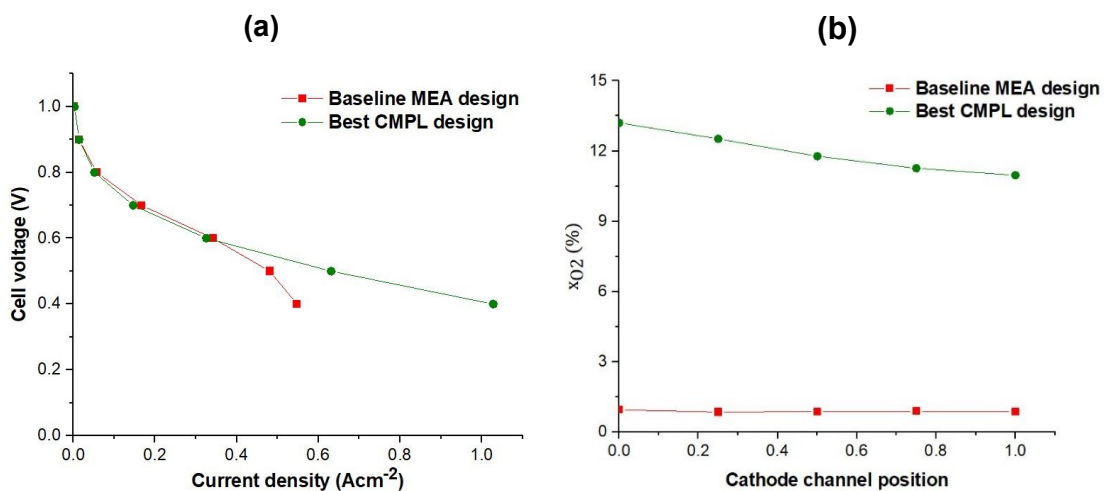 (a)
Baseline MEA design
Best CMPL design
1.0
0.8
0.6
0.4
0.2
0.0
Cell voltage (V)
0.0 0.2 0.4 0.6 0.8 1.0
Current density (Acm-2)
(b)
Baseline MEA design
Best CMPL design
15
12
9
6
3
0
xO2 (%)
0.0 0.2 0.4 0.6 0.8 1.0
Cathode channel position